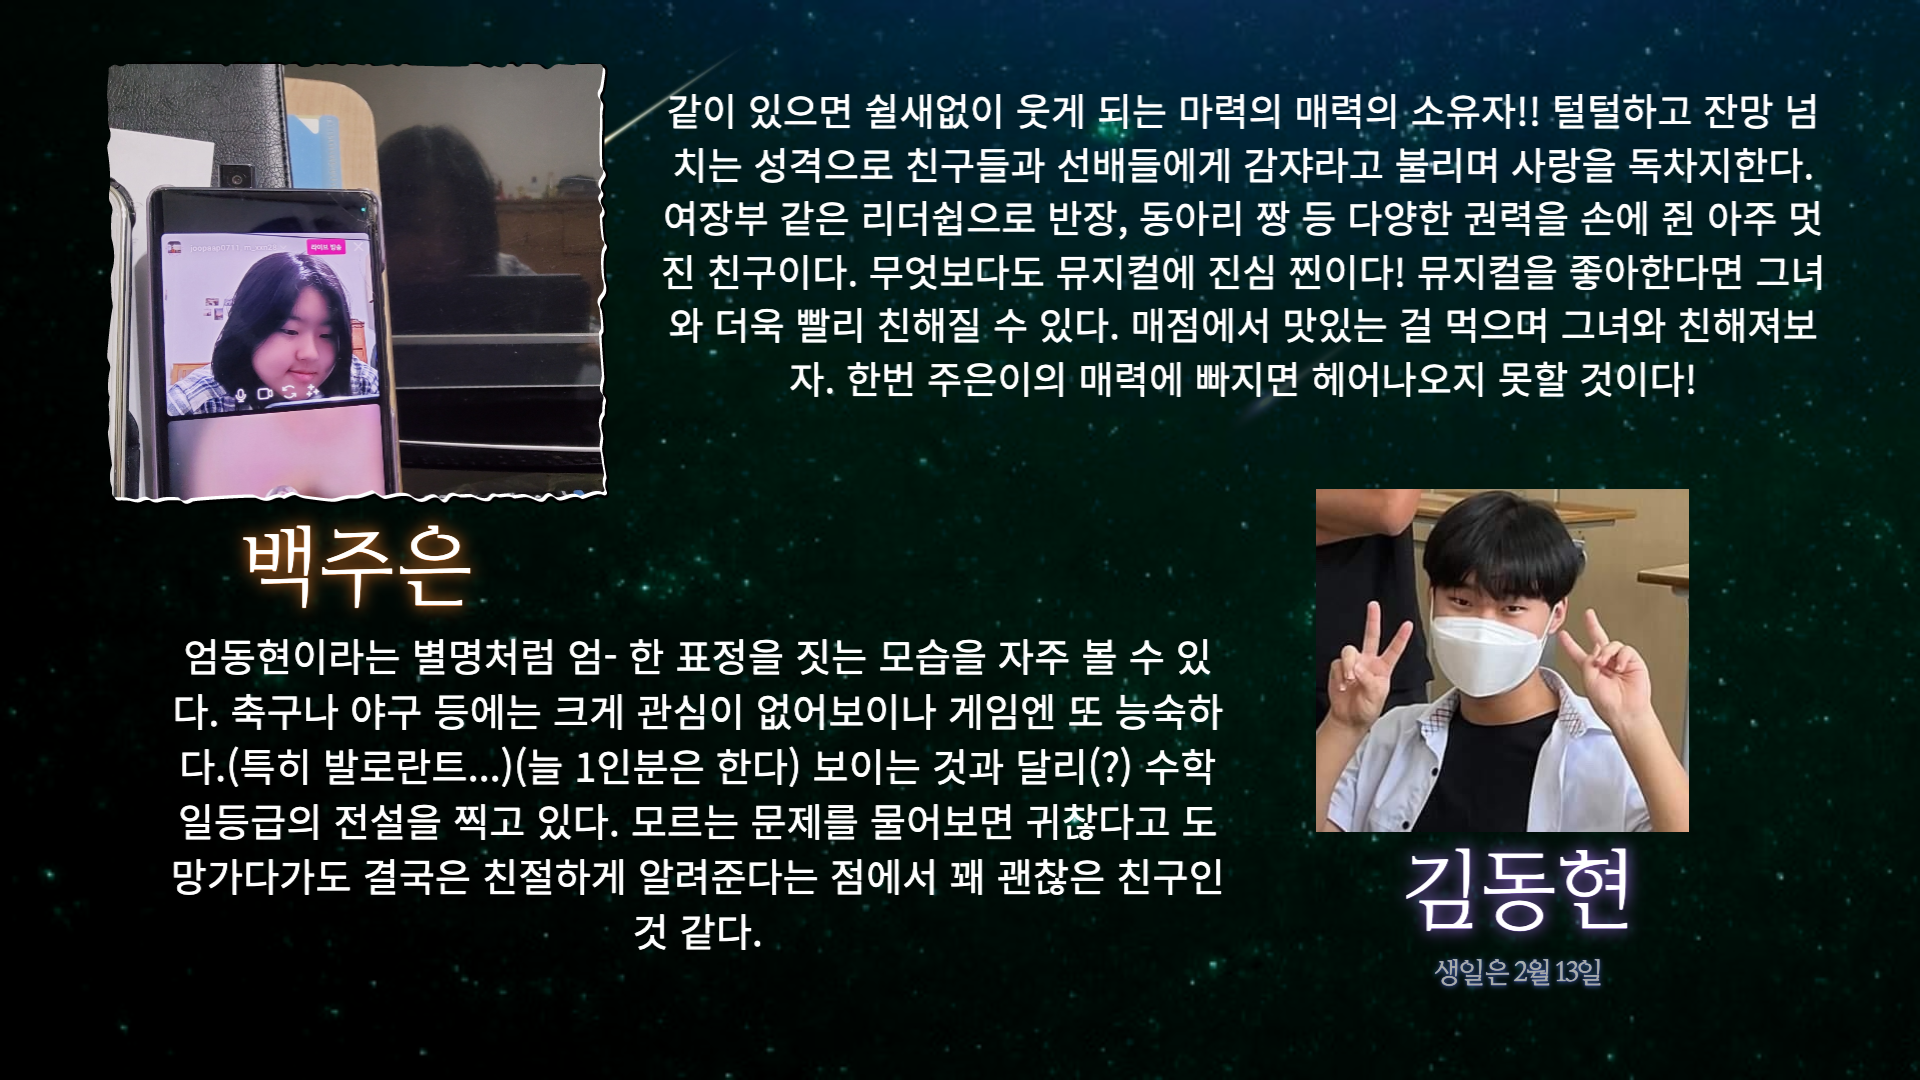 같이 있으면 쉴새없이 웃게 되는 마력의 매력의 소유자!! 털털하고 잔망 넘
치는 성격으로 친구들과 선배들에게 감쟈라고 불리며 사랑을 독차지한다.
여장부 같은 리더쉽으로 반장, 동아리 짱 등 다양한 권력을 손에 쥔 아주 멋
진 친구이다. 무엇보다도 뮤지컬에 진심 찐이다! 뮤지컬을 좋아한다면 그녀
와 더욱 빨리 친해질 수 있다. 매점에서 맛있는 걸 먹으며 그녀와 친해져보
자. 한번 주은이의 매력에 빠지면 헤어나오지 못할 것이다!
라이브 방송
백주은
엄동현이라는 별명처럼 엄- 한 표정을 짓는 모습을 자주 볼 수 있
다. 축구나 야구 등에는 크게 관심이 없어보이나 게임엔 또 능숙하
다.(특히 발로란트...)(늘 1인분은 한다) 보이는 것과 달리(?) 수학
일등급의 전설을 찍고 있다. 모르는 문제를 물어보면 귀찮다고 도
망가다가도 결국은 친절하게 알려준다는 점에서 꽤 괜찮은 친구인
것 같다.
김동현
생일은 2월 13일